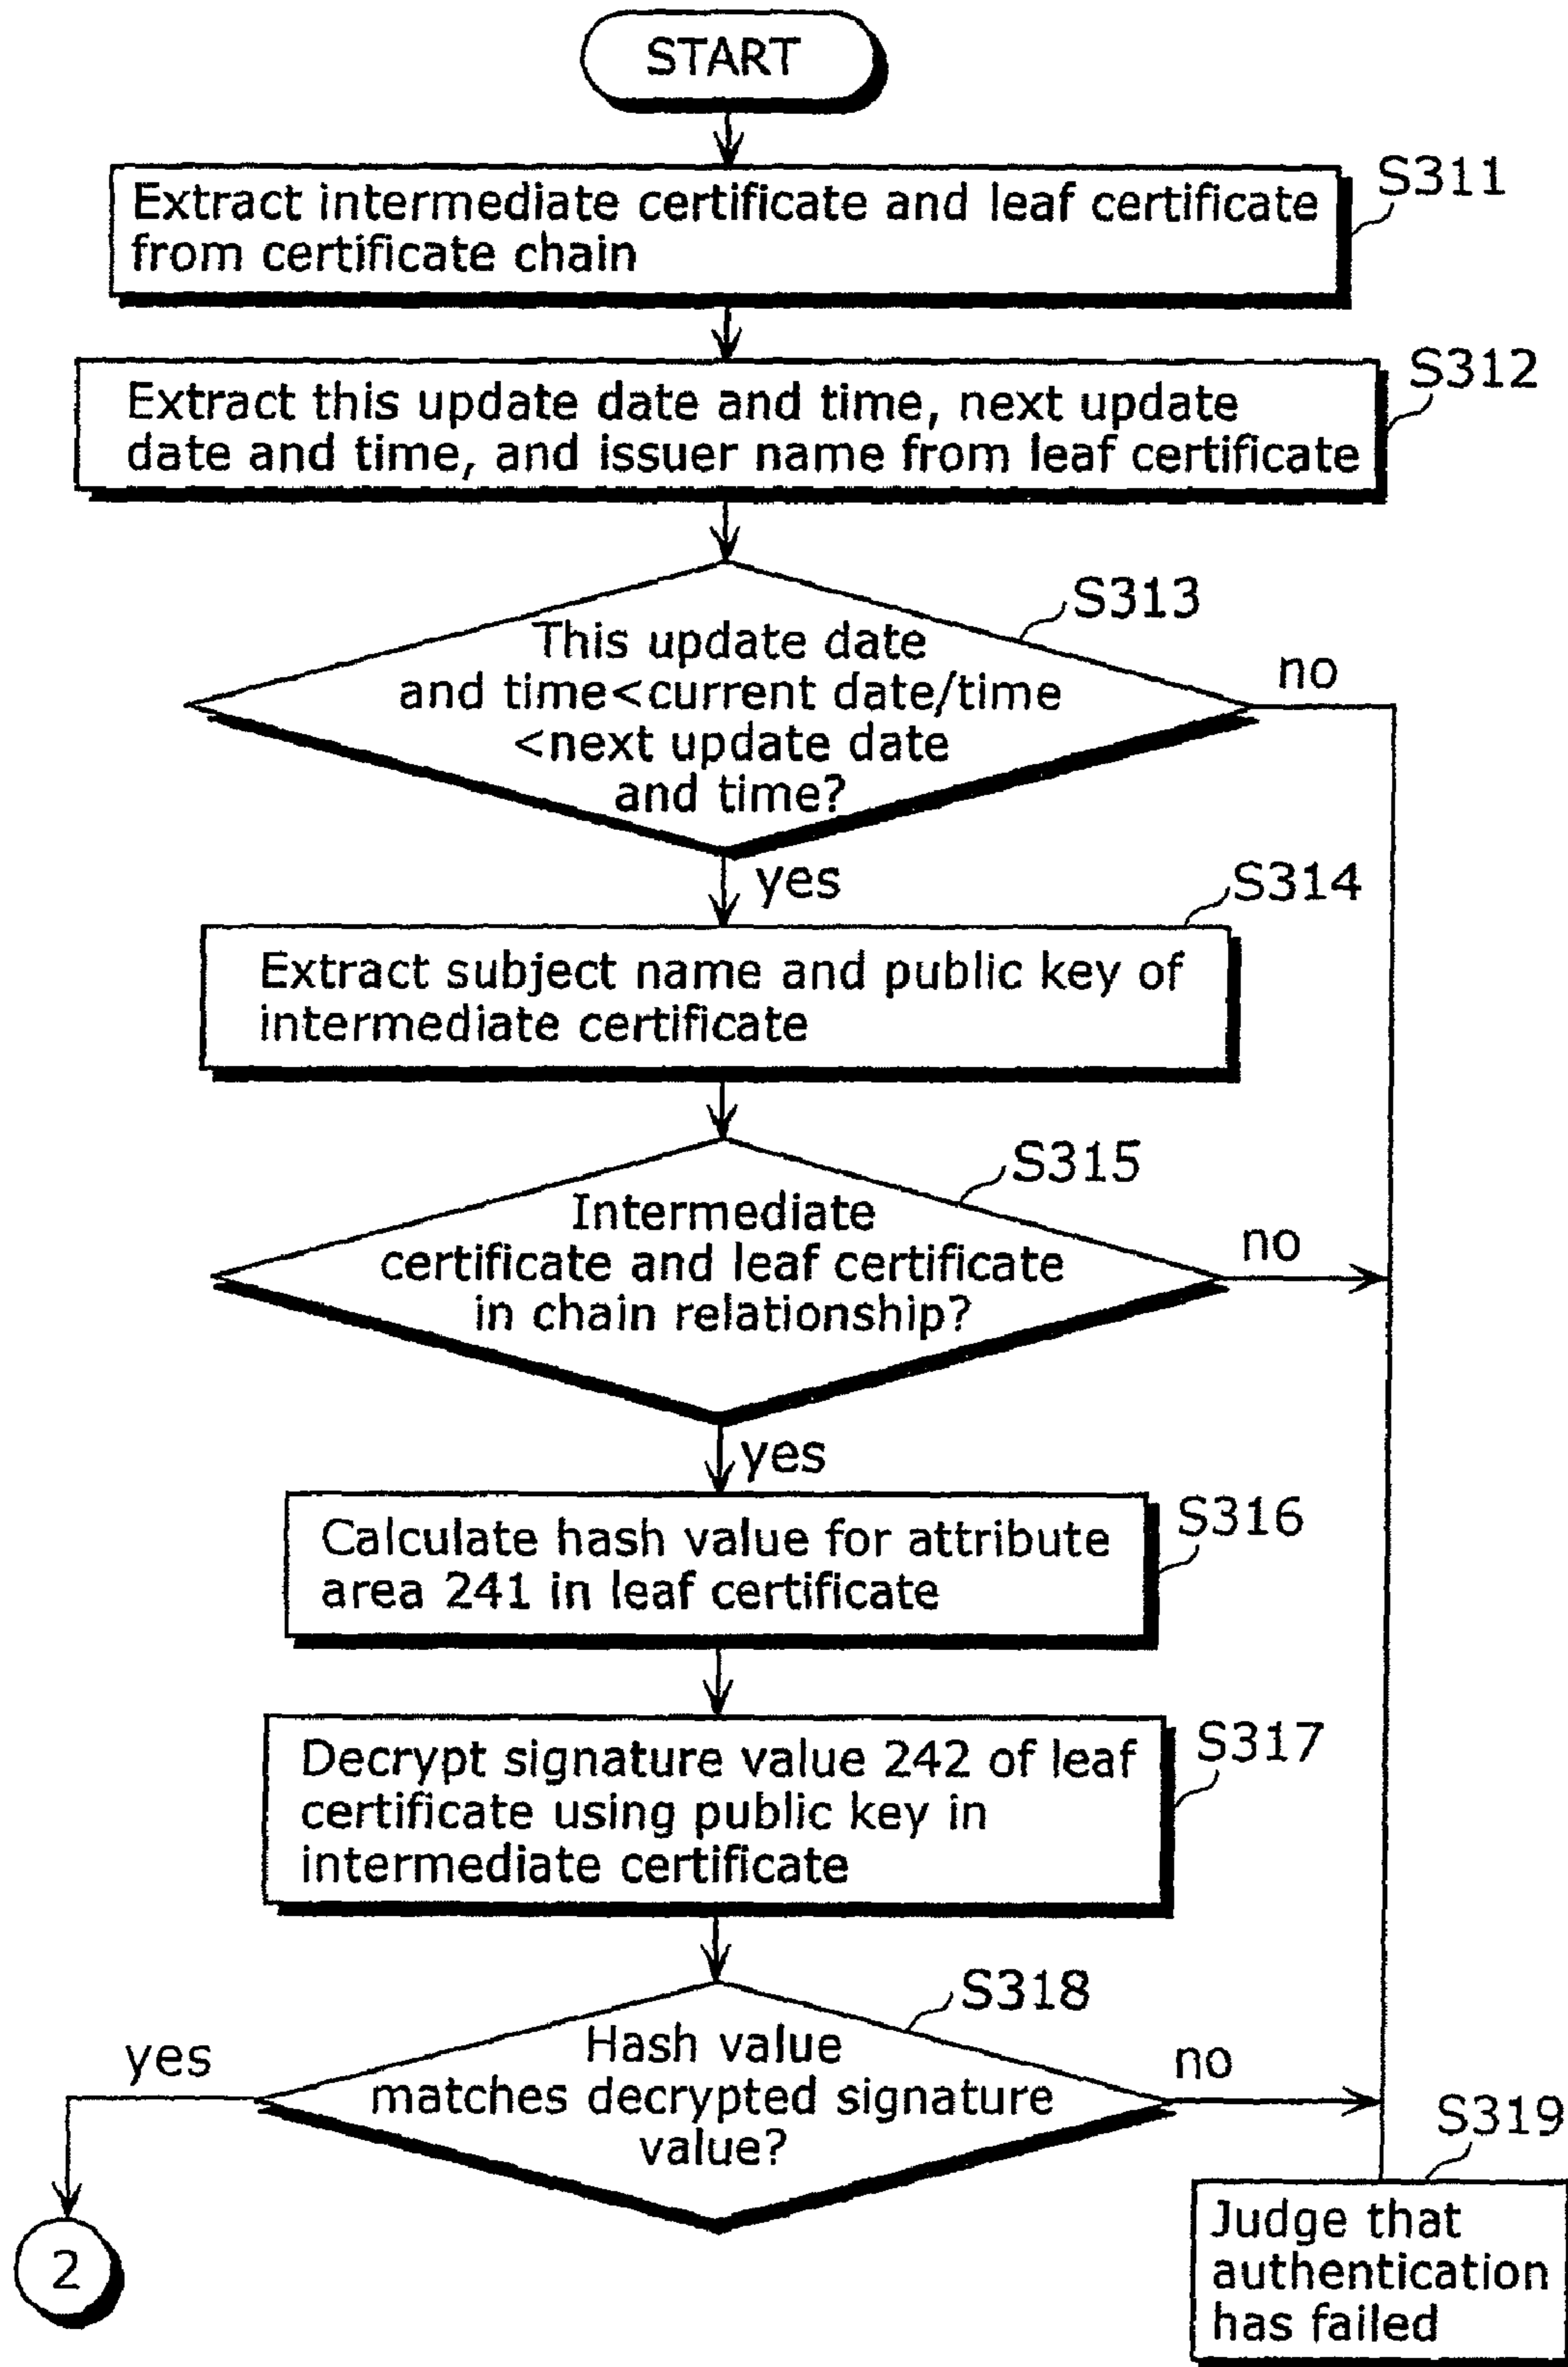 START
S311
Extract intermediate certificate and leaf certificate
from certificate chain
S312
Extract this update date and time, next update
date and time, and issuer name from leaf certificate
S313
This update date
and time<current date/time
<next update date
and time?
no
yes
S314
Extract subject name and public key of
intermediate certificate
S315
Intermediate
certificate and leaf certificate
in chain relationship?
no
yes
S316
Calculate hash value for attribute
area 241 in leaf certificate
S317
Decrypt signature value 242 of leaf
certificate using public key in
intermediate certificate
S318
Hash value
matches decrypted signature
value?
yes
no
S319
Judge that
authentication
has failed
2